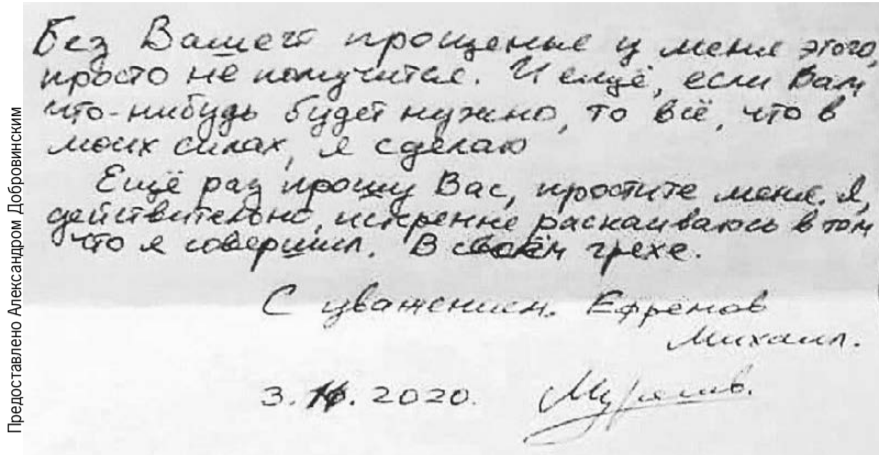 Без Вашего прощенья у меня этого,
просто не получится. И ещё, если Вам
что-нибудь будет нужно, то всё, что в
моих силах, я сделаю
Ещё раз прошу Вас, простите меня. Я,
действительно, искренне раскаиваюсь в том
что я совершил. В своём грехе.
С уважением. Ефремов
Михаил.
3. 2020.
Предоставлено Александром Добровинским